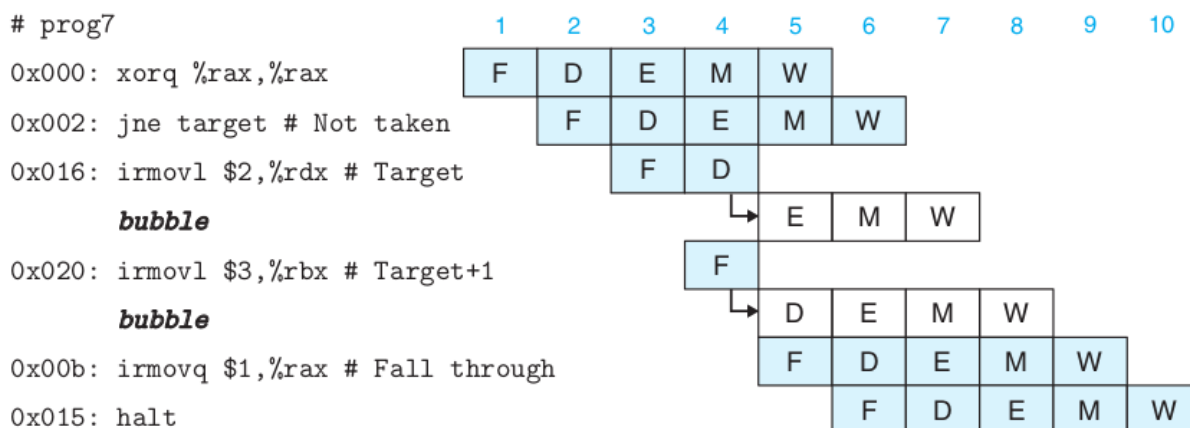 # prog7 1 2 3 4 5 6 7 8 9 10
0x000: xorq %rax,%rax F D E M W
0x002: jne target # Not taken F D E M W
0x016: irmovl $2,%rdx # Target F D
bubble E M W
0x020: irmovl $3,%rbx # Target+1 F
bubble D E M W
0x00b: irmovq $1,%rax # Fall through F D E M W
0x015: halt F D E M W